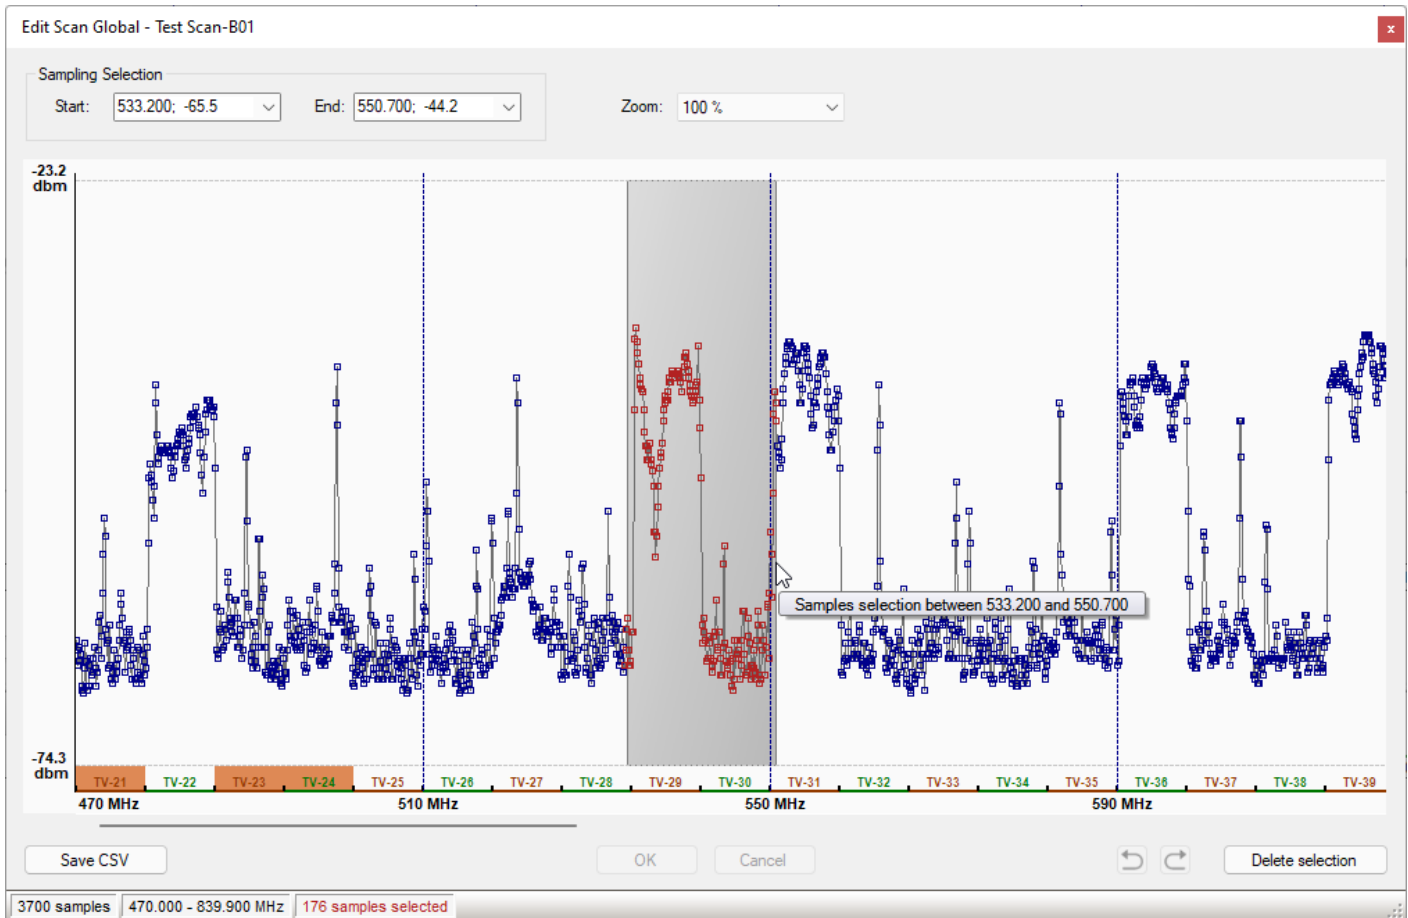 Edit Scan Global - Test Scan-B01
x
Sampling Selection
Start: 533.200; -65.5 End: 550.700; -44.2 Zoom: 100 %
-23.2
dbm
Samples selection between 533.200 and 550.700
-74.3
dbm
TV-21 TV-22 TV-23 TV-24 TV-25 TV-26 TV-27 TV-28 TV-29 TV-30 TV-31 TV-32 TV-33 TV-34 TV-35 TV-36 TV-37 TV-38 TV-39
470 MHz 510 MHz 550 MHz 590 MHz
Save CSV OK Cancel Delete selection
3700 samples 470.000 - 839.900 MHz 176 samples selected